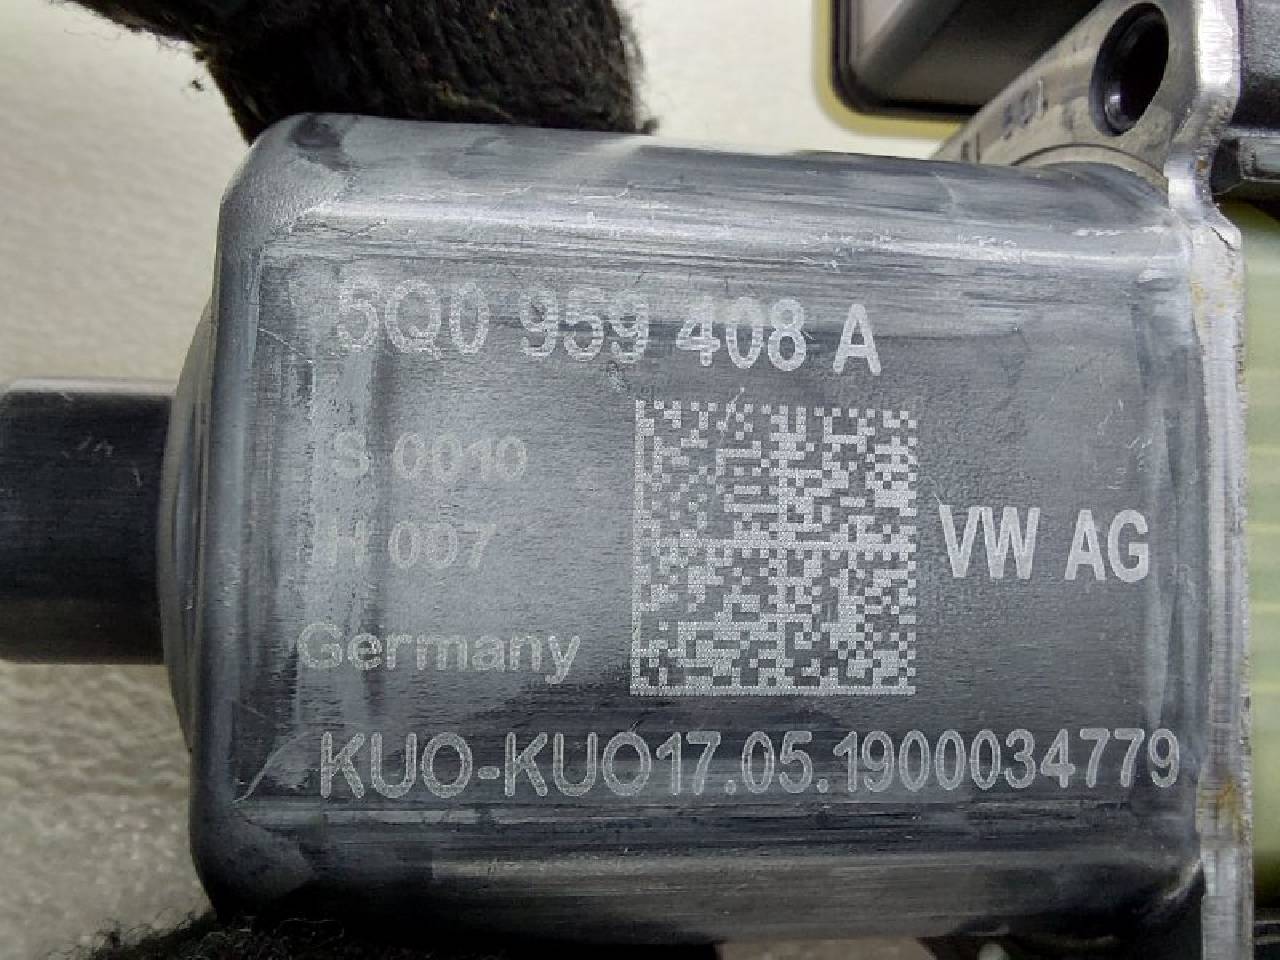 5Q0 959 408 A
S 0010
H 007
VW AG
Germany
KUO-KUO17.05.1900034779